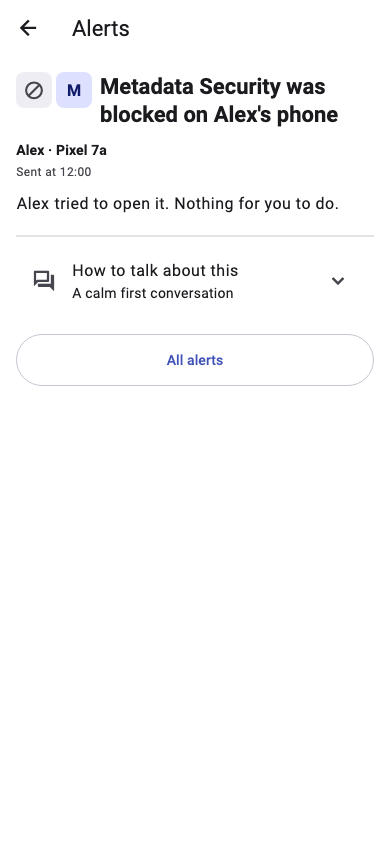 Alerts
M
Metadata Security was
blocked on Alex's phone
Alex · Pixel 7a
Sent at 12:00
Alex tried to open it. Nothing for you to do.
How to talk about this
A calm first conversation
All alerts